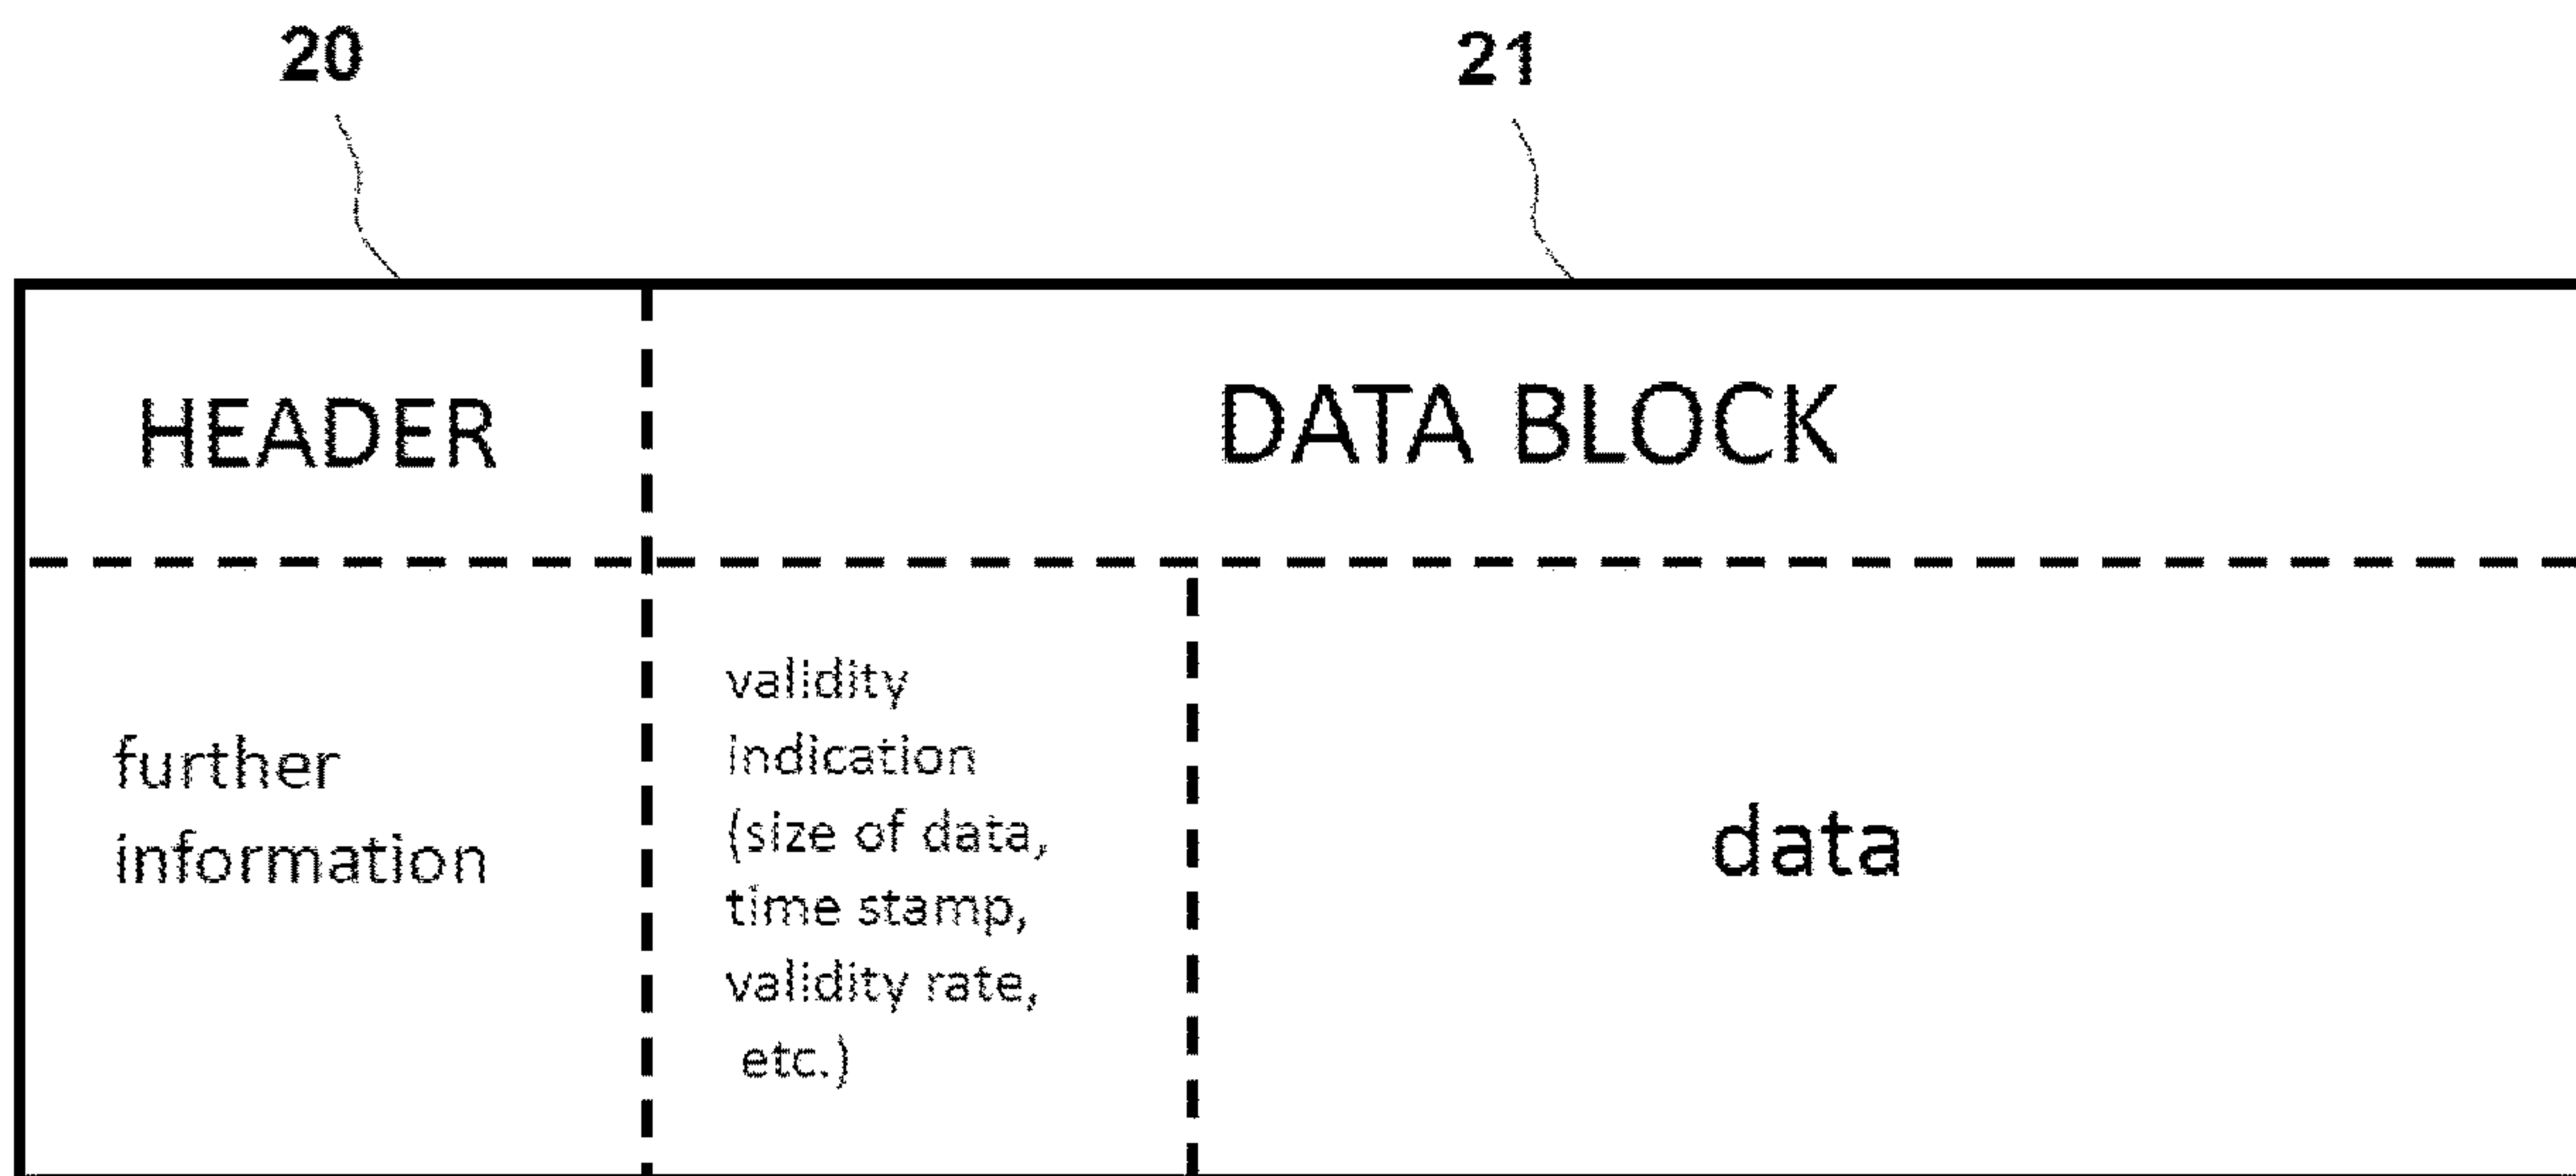 20
21
HEADER
DATA BLOCK
further
information
validity
indication
(size of data,
time stamp,
validity rate,
etc.)
data